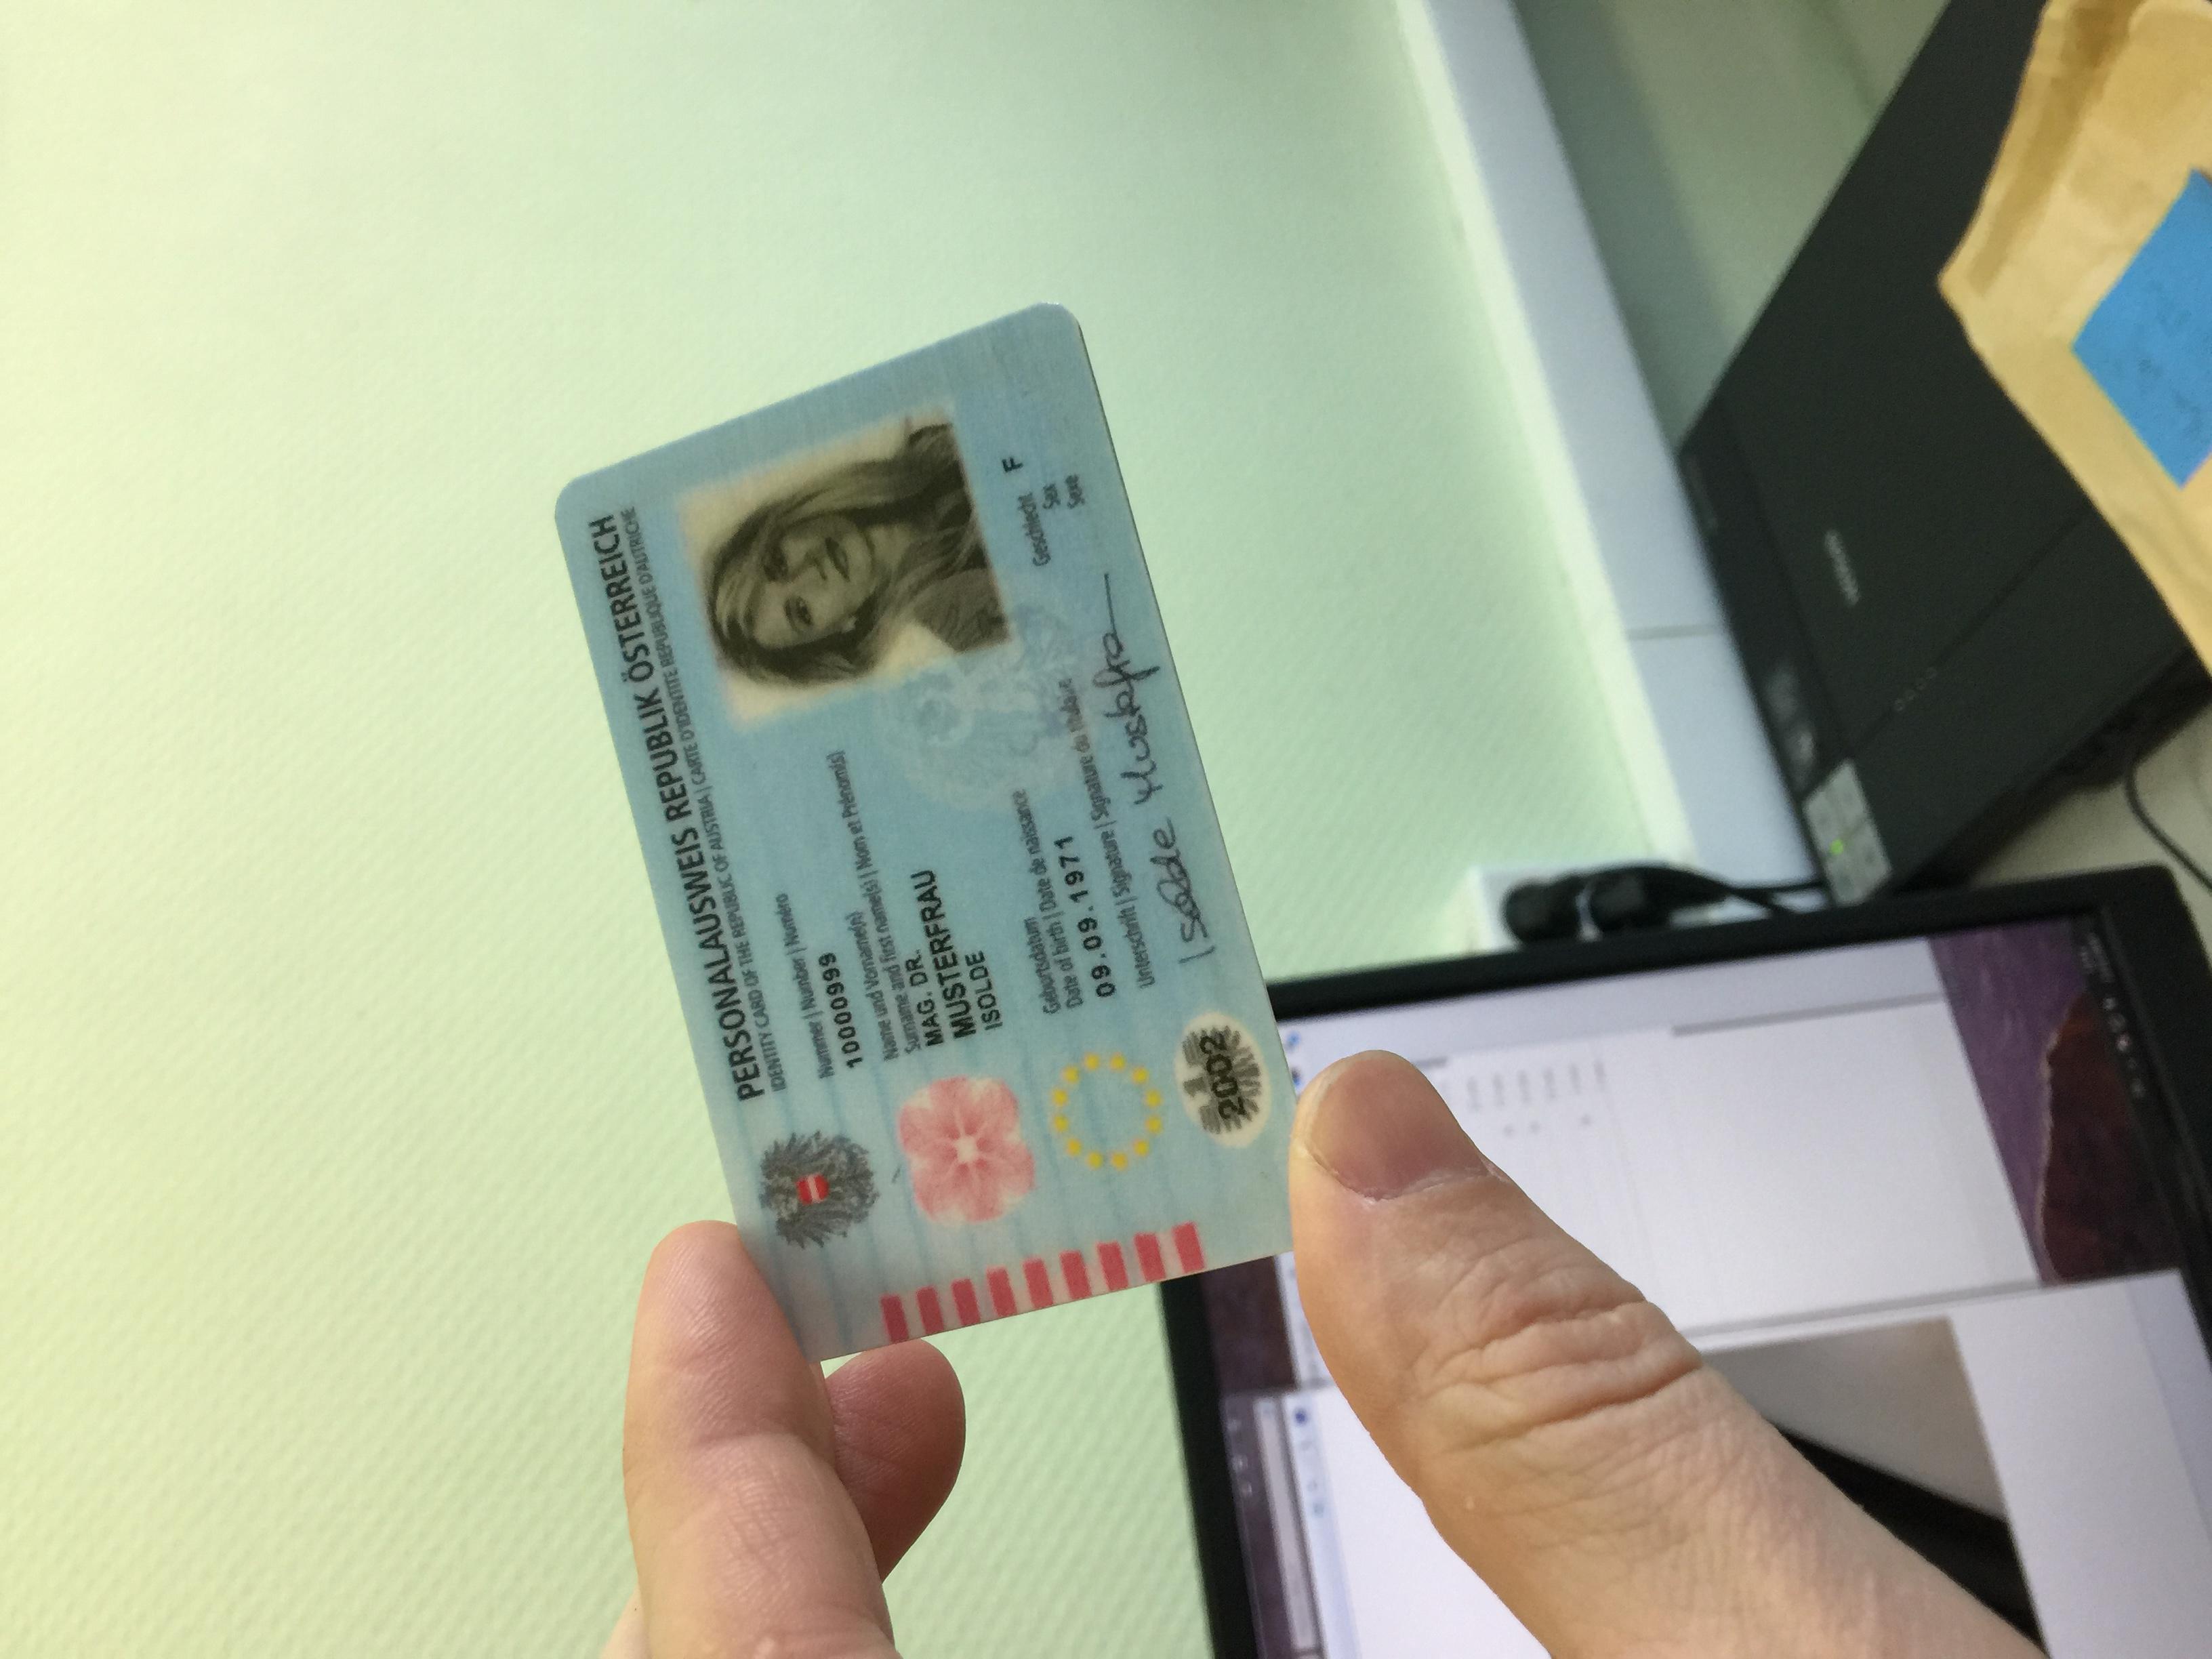 PERSONALAUSWEIS REPUBLIK ÖSTERREICH
IDENTITY CARD OF THE REPUBLIC OF AUSTRIA | CARTE D'IDENTITE REPUBLIQUE D'AUTRICHE
Nummer | Number | Numéro
10000999
Name und Vorname(n)
Surname and first name(s) | Nom et Prénom(s)
MAG. DR.
MUSTERFRAU
ISOLDE
Geburtsdatum
Date of birth | Date de naissance
09.09.1971
Geschlecht F
Sex
Sexe
Unterschrift | Signature | Signature du titulaire
Isolde Mustefra
2002